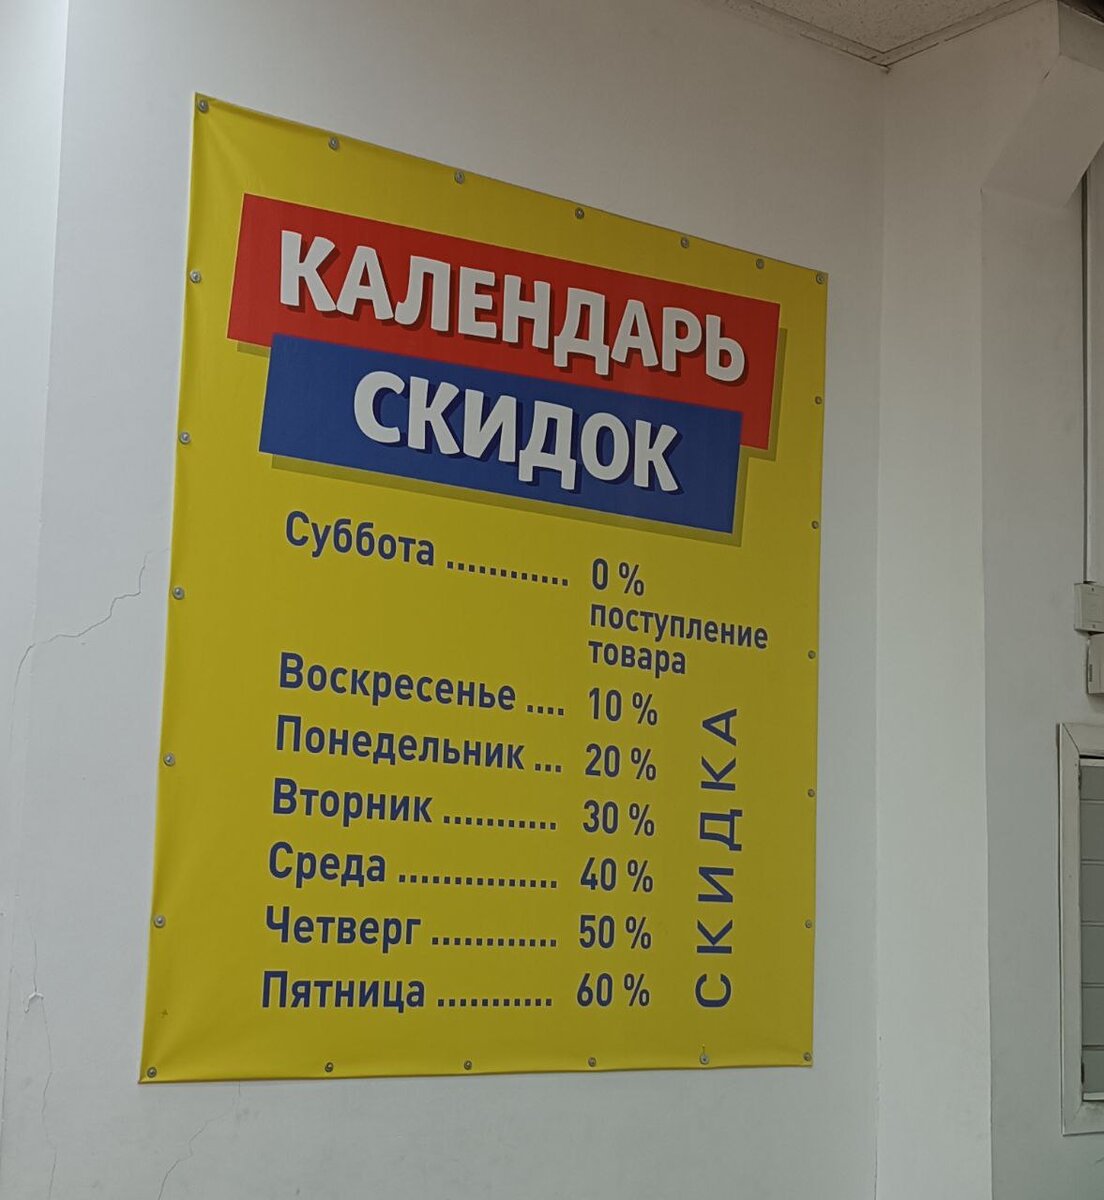 КАЛЕНДАРЬ
СКИДОК
Суббота ............ 0 %
поступление
товара
Воскресенье .... 10 %
Понедельник ... 20 %
Вторник ........... 30 %
Среда ............... 40 %
Четверг ............ 50 %
Пятница ........... 60 %
СКИДКА